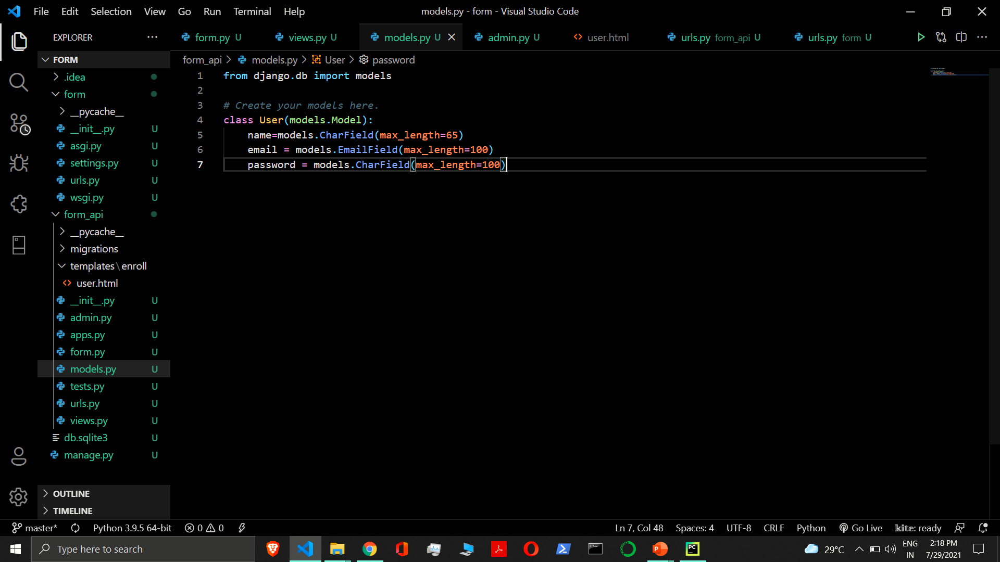 File Edit Selection View Go Run Terminal Help models.py - form - Visual Studio Code
EXPLORER ···
form.py U views.py U models.py U admin.py U user.html urls.py form_api U urls.py form U
form_api > models.py > User > password
FORM
.idea
form
__pycache__
__init__.py U
asgi.py U
settings.py U
urls.py U
wsgi.py U
form_api
__pycache__
migrations
templates\enroll
user.html
__init__.py U
admin.py U
apps.py U
form.py U
models.py U
tests.py U
urls.py U
views.py U
db.sqlite3 U
manage.py U
OUTLINE
TIMELINE
1 from django.db import models
2
3 # Create your models here.
4 class User(models.Model):
5 name=models.CharField(max_length=65)
6 email = models.EmailField(max_length=100)
7 password = models.CharField(max_length=100)
master* Python 3.9.5 64-bit 0 0 Ln 7, Col 48 Spaces: 4 UTF-8 CRLF Python Go Live kite: ready
Type here to search
29°C
ENG
IN
2:18 PM
7/29/2021